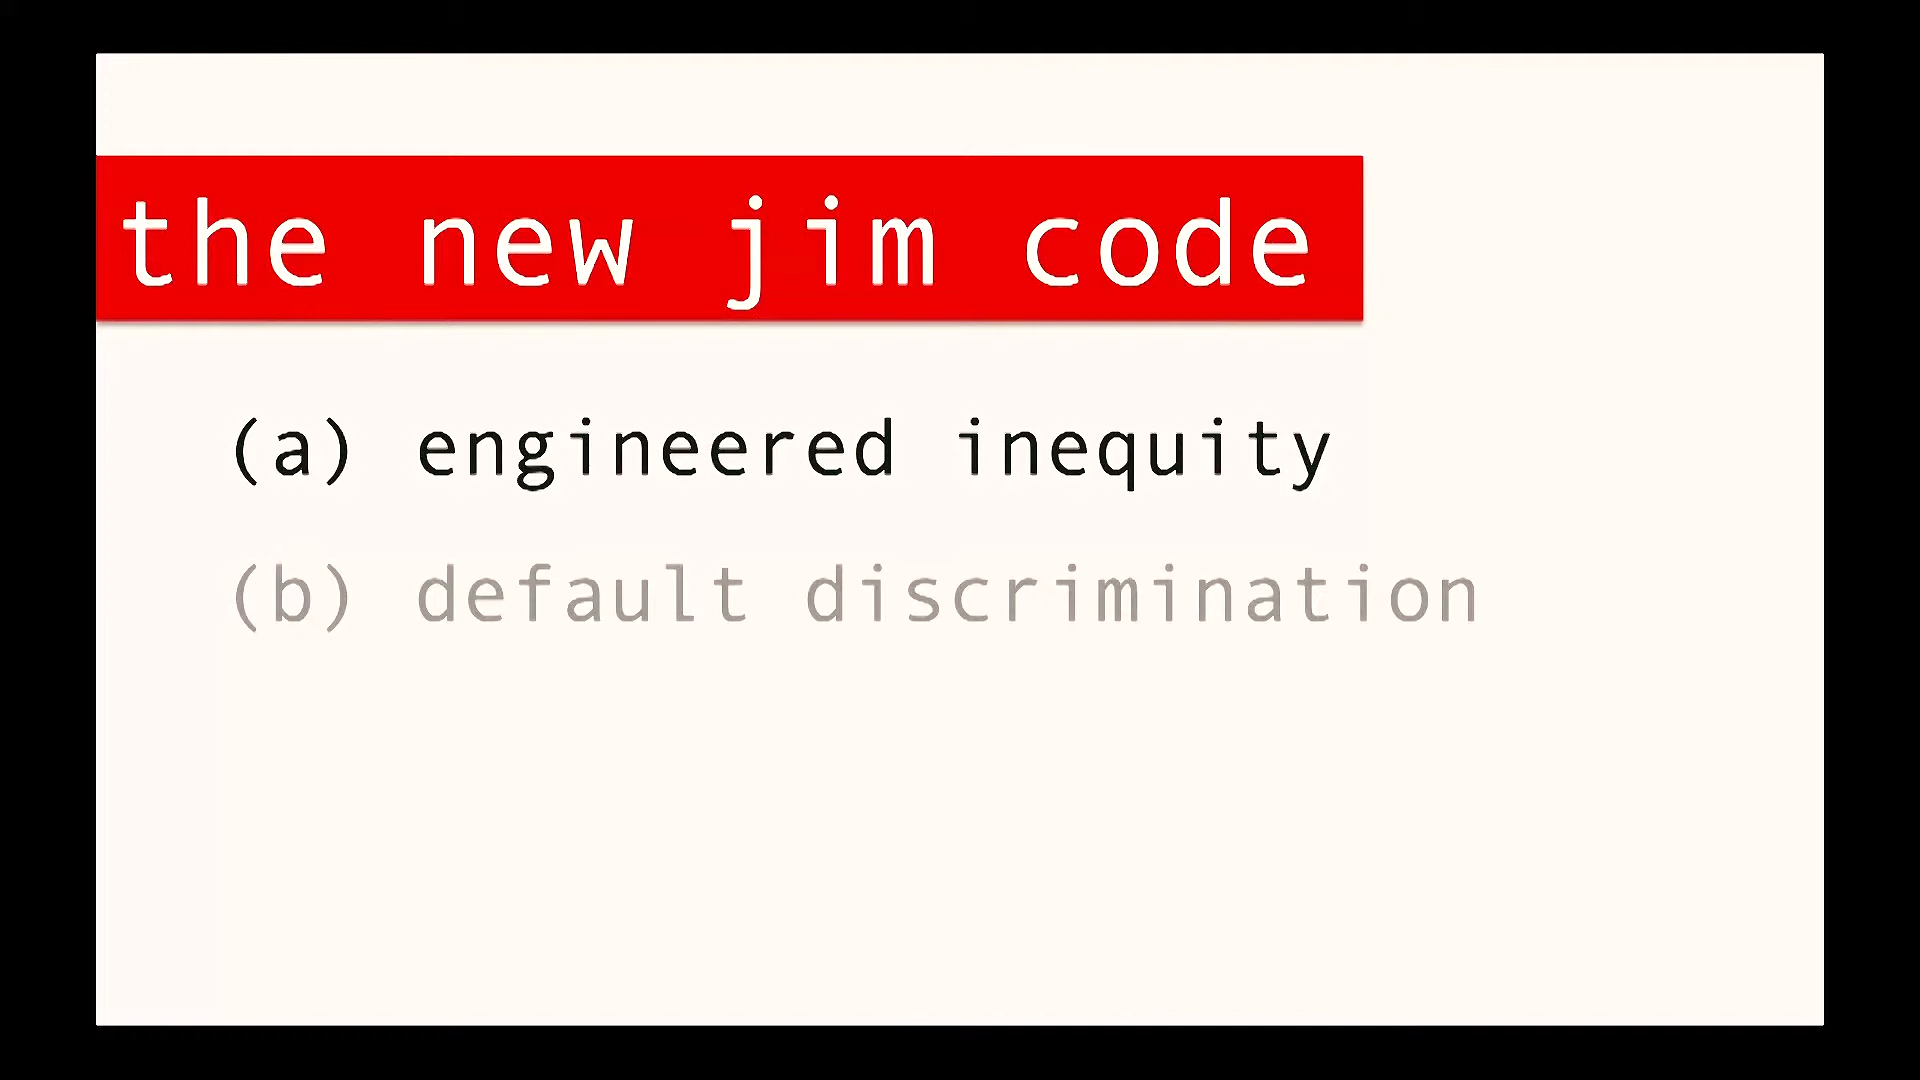 the new jim code
(a) engineered inequity
(b) default discrimination